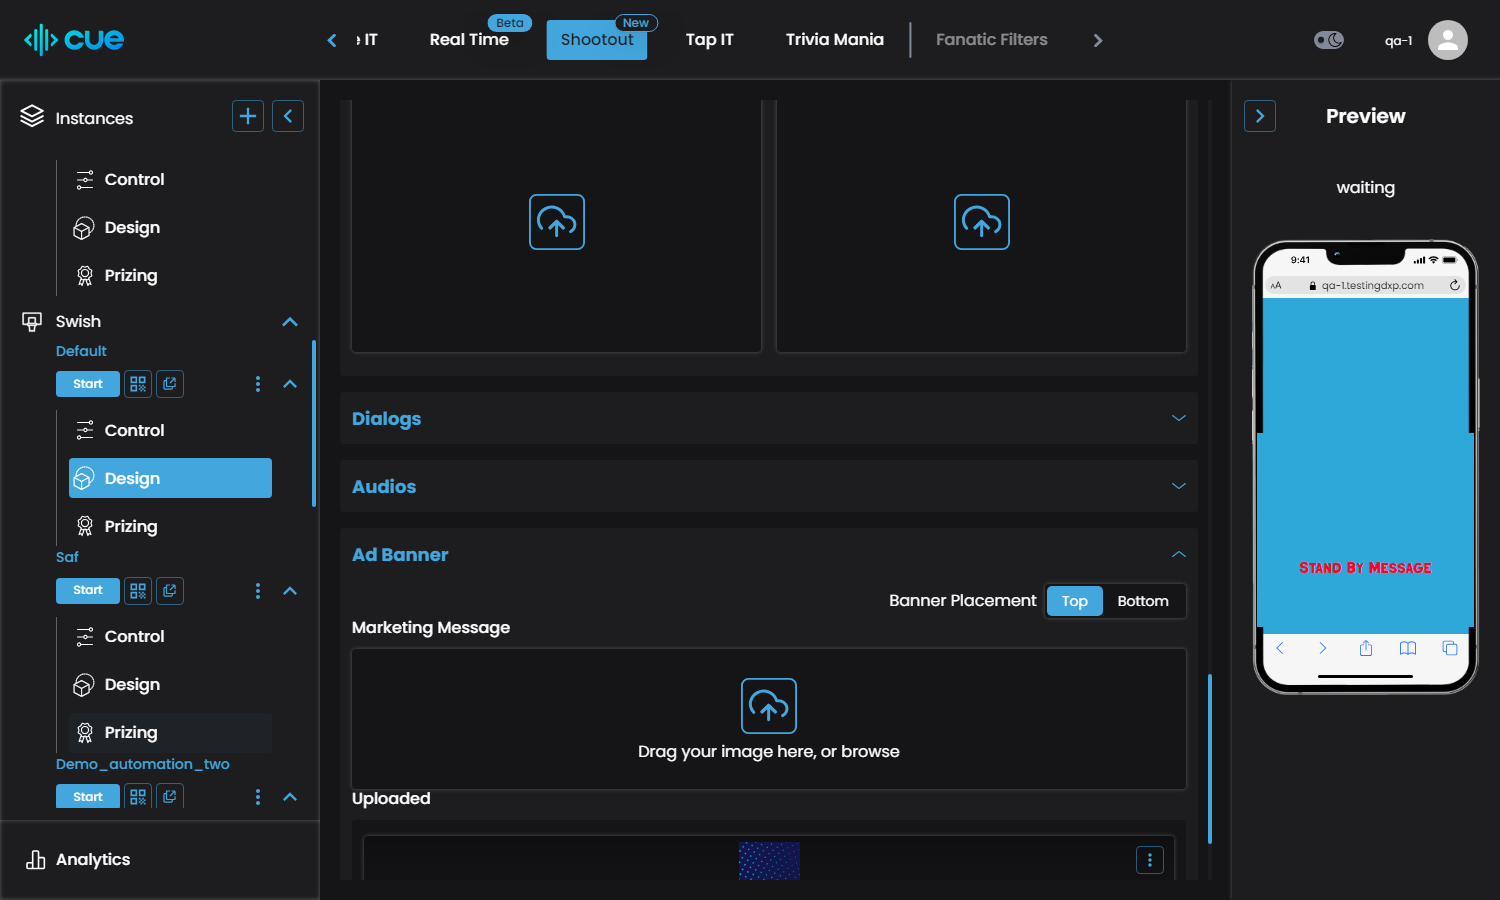 cue
e IT
Real Time
Beta
Shootout
New
Tap IT
Trivia Mania
Fanatic Filters
qa-1
Instances
Control
Design
Prizing
Swish
Default
Start
Control
Design
Prizing
Saf
Start
Control
Design
Prizing
Demo_automation_two
Start
Analytics
Dialogs
Audios
Ad Banner
Banner Placement
Top
Bottom
Marketing Message
Drag your image here, or browse
Uploaded
Preview
waiting
9:41
AA
qa-1.testingdxp.com
Stand By Message